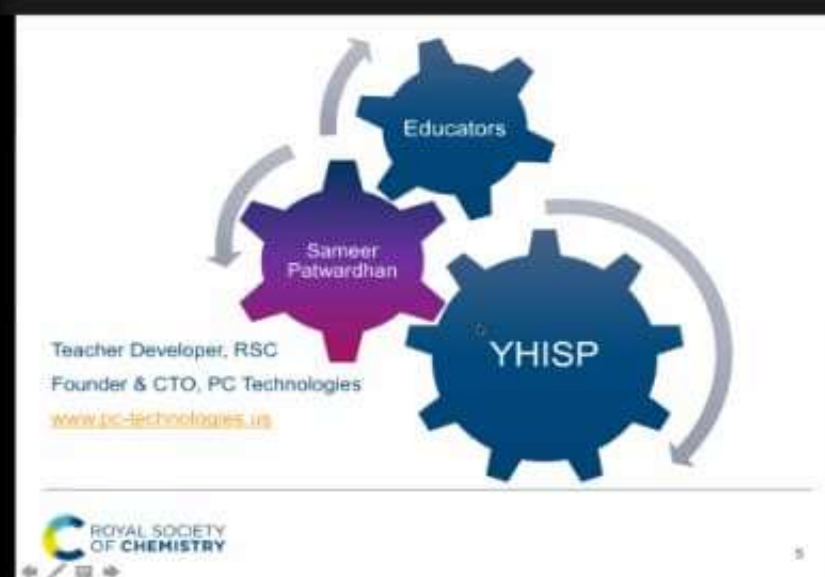 Educators
Sameer
Patwardhan
YHISP
Teacher Developer, RSC
Founder & CTO, PC Technologies
www.pc-technologies.us
ROYAL SOCIETY
OF CHEMISTRY
5